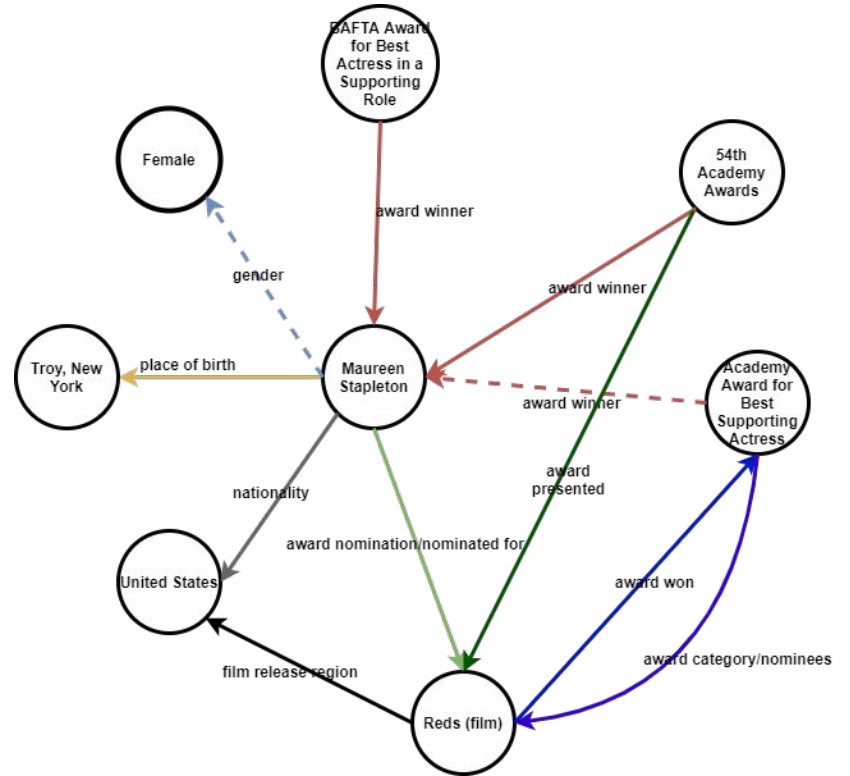 BAFTA Award
for Best
Actress in a
Supporting
Role
54th
Academy
Awards
Female
award winner
gender
award winner
place of birth
Troy, New
York
Maureen
Stapleton
Academy
Award for
Best
Supporting
Actress
award winner
award
presented
nationality
award nomination/nominated for
United States
award won
film release region
award category/nominees
Reds (film)